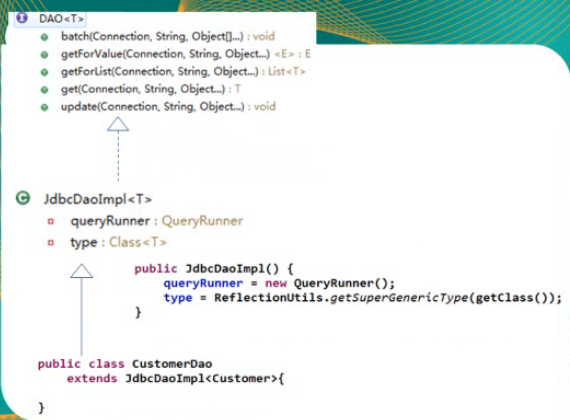 DAO<T>
batch(Connection, String, Object[]...) : void
getForValue(Connection, String, Object...) <E> : E
getForList(Connection, String, Object...) : List<T>
get(Connection, String, Object...) : T
update(Connection, String, Object...) : void
JdbcDaoImpl<T>
queryRunner : QueryRunner
type : Class<T>
public JdbcDaoImpl() {
queryRunner = new QueryRunner();
type = ReflectionUtils.getSuperGenericType(getClass());
}
public class CustomerDao
extends JdbcDaoImpl<Customer>{
}